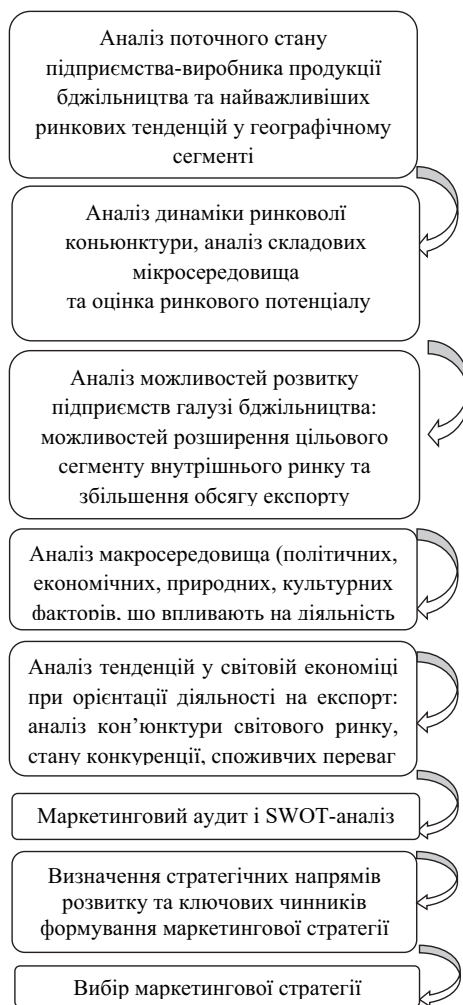 Аналіз поточного стану
підприємства-виробника продукції
бджільництва та найважливіших
ринкових тенденцій у географічному
сегменті
Аналіз динаміки ринковолї
коньюнктури, аналіз складових
мікросередовища
та оцінка ринкового потенціалу
Аналіз можливостей розвитку
підприємств галузі бджільництва:
можливостей розширення цільового
сегменту внутрішнього ринку та
збільшення обсягу експорту
Аналіз макросередовища (політичних,
економічних, природних, культурних
факторів, що впливають на діяльність
Аналіз тенденцій у світовій економіці
при орієнтації діяльності на експорт:
аналіз кон’юнктури світового ринку,
стану конкуренції, споживчих переваг
Маркетинговий аудит і SWOT-аналіз
Визначення стратегічних напрямів
розвитку та ключових чинників
формування маркетингової стратегії
Вибір маркетингової стратегії